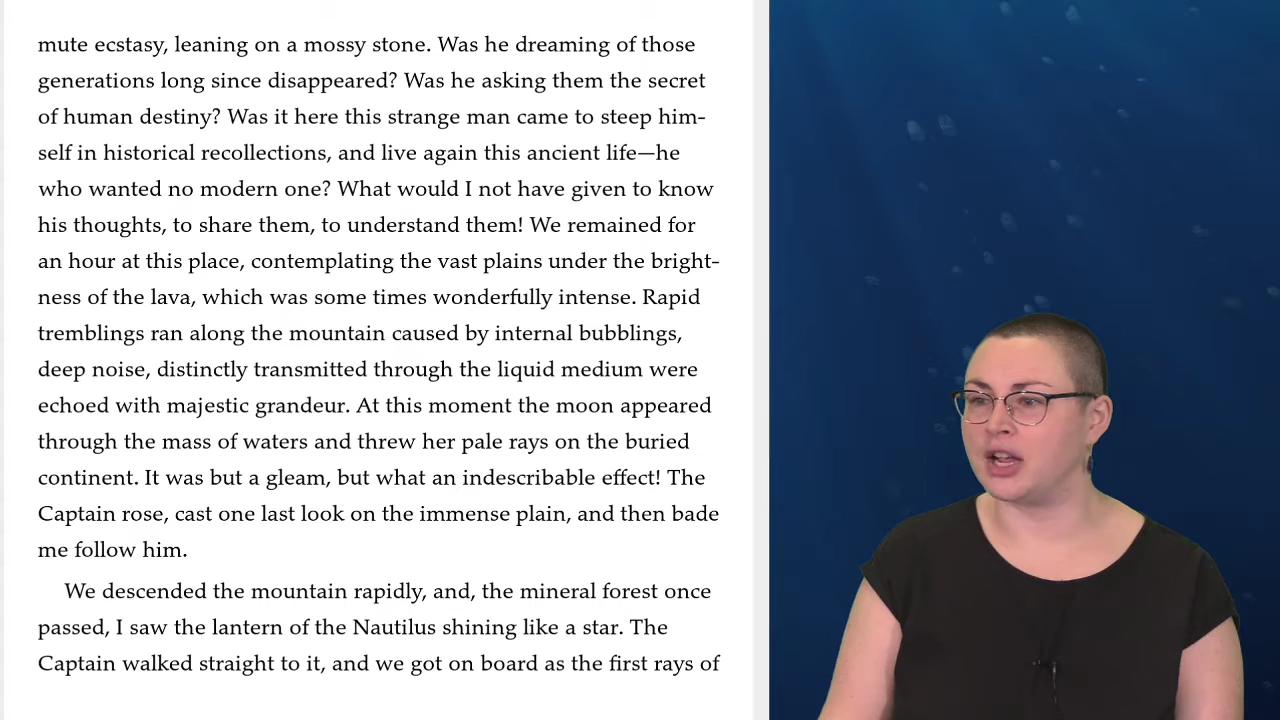 mute ecstasy, leaning on a mossy stone. Was he dreaming of those
generations long since disappeared? Was he asking them the secret
of human destiny? Was it here this strange man came to steep him-
self in historical recollections, and live again this ancient life—he
who wanted no modern one? What would I not have given to know
his thoughts, to share them, to understand them! We remained for
an hour at this place, contemplating the vast plains under the bright-
ness of the lava, which was some times wonderfully intense. Rapid
tremblings ran along the mountain caused by internal bubblings,
deep noise, distinctly transmitted through the liquid medium were
echoed with majestic grandeur. At this moment the moon appeared
through the mass of waters and threw her pale rays on the buried
continent. It was but a gleam, but what an indescribable effect! The
Captain rose, cast one last look on the immense plain, and then bade
me follow him.
We descended the mountain rapidly, and, the mineral forest once
passed, I saw the lantern of the Nautilus shining like a star. The
Captain walked straight to it, and we got on board as the first rays of